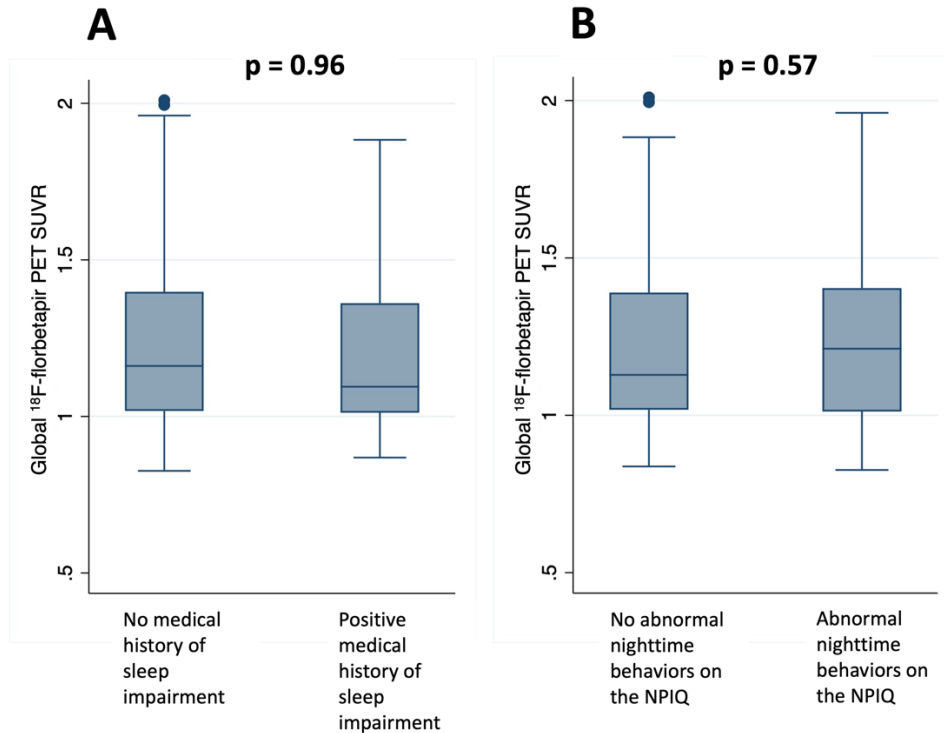 A
p = 0.96
Global ¹⁸F-florbetapir PET SUVR
2
1.5
1
.5
No medical
history of
sleep
impairment
Positive
medical
history of
sleep
impairment
B
p = 0.57
Global ¹⁸F-florbetapir PET SUVR
2
1.5
1
.5
No abnormal
nighttime
behaviors on
the NPIQ
Abnormal
nighttime
behaviors on
the NPIQ